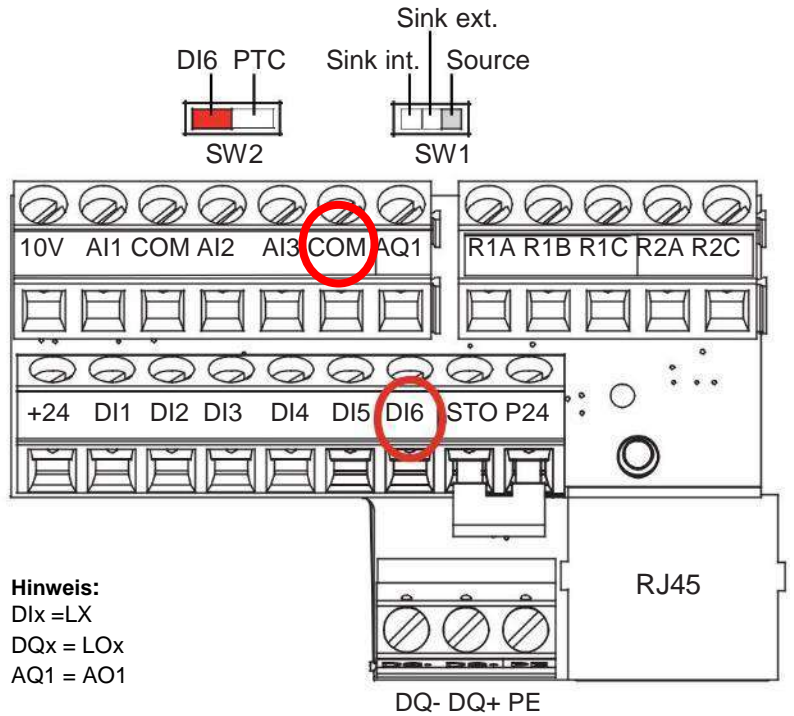 Sink ext.
DI6 PTC Sink int. Source
SW2 SW1
10V AI1 COM AI2 AI3 COM AQ1 R1A R1B R1C R2A R2C
+24 DI1 DI2 DI3 DI4 DI5 DI6 STO P24
Hinweis:
DIx =LX
DQx = LOx
AQ1 = AO1
RJ45
DQ- DQ+ PE